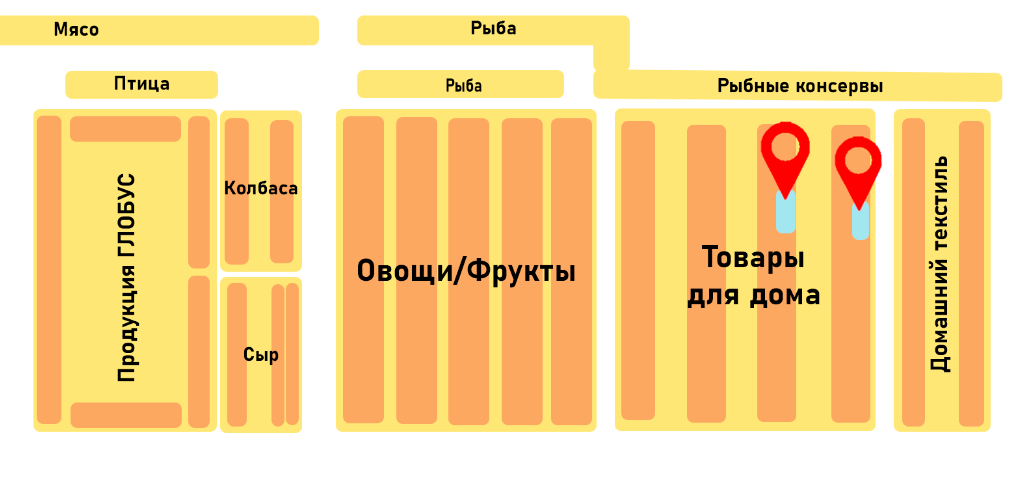 Мясо
Рыба
Птица
Рыба
Рыбные консервы
Продукция ГЛОБУС
Колбаса
Сыр
Овощи/Фрукты
Товары
для дома
Домашний текстиль